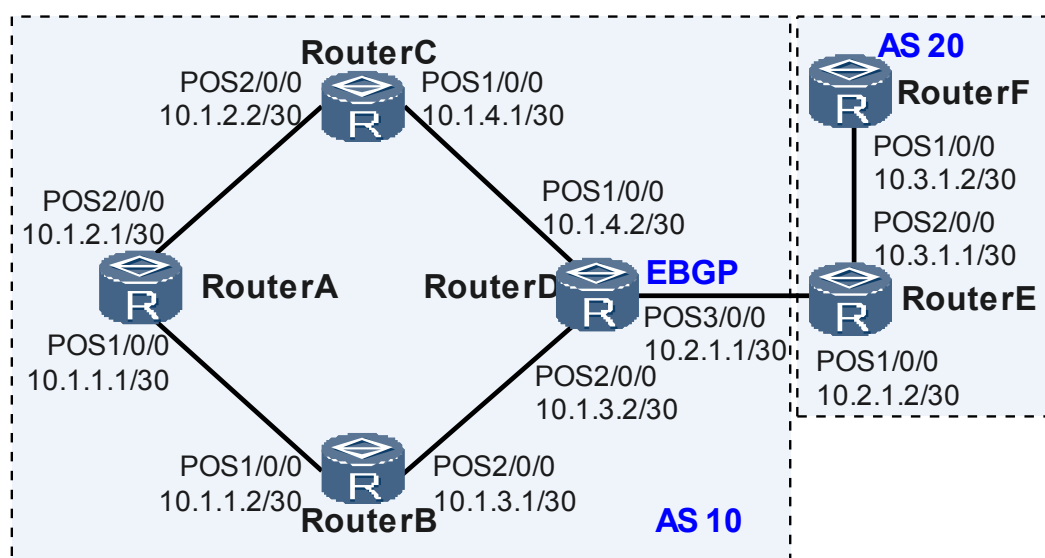 RouterC
POS2/0/0
10.1.2.2/30
POS1/0/0
10.1.4.1/30
R
AS 20
RouterF
R
POS1/0/0
10.3.1.2/30
POS2/0/0
10.1.2.1/30
POS1/0/0
10.1.4.2/30
POS2/0/0
10.3.1.1/30
RouterA
R
RouterD
R
EBGP
RouterE
R
POS1/0/0
10.1.1.1/30
POS3/0/0
10.2.1.1/30
POS1/0/0
10.2.1.2/30
POS2/0/0
10.1.3.2/30
POS1/0/0
10.1.1.2/30
R
POS2/0/0
10.1.3.1/30
RouterB
AS 10